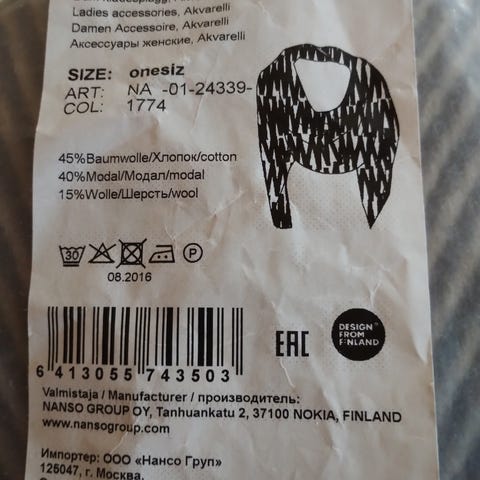 Ladies accessories, Akvarelli
Damen Accessoire, Akvarelli
Аксессуары женские, Akvarelli
SIZE: onesiz
ART: NA -01-24339-
COL: 1774
45%Baumwolle/Хлопок/cotton
40%Modal/Модал/modal
15%Wolle/Шерсть/wool
30
P
08.2016
6 413055 743503
EAC
DESIGN
FROM
FINLAND
Valmistaja / Manufacturer / производитель:
NANSO GROUP OY, Tanhuankatu 2, 37100 NOKIA, FINLAND
www.nansogroup.com
Импортер: ООО «Нансо Груп»
125047, г. Москва,